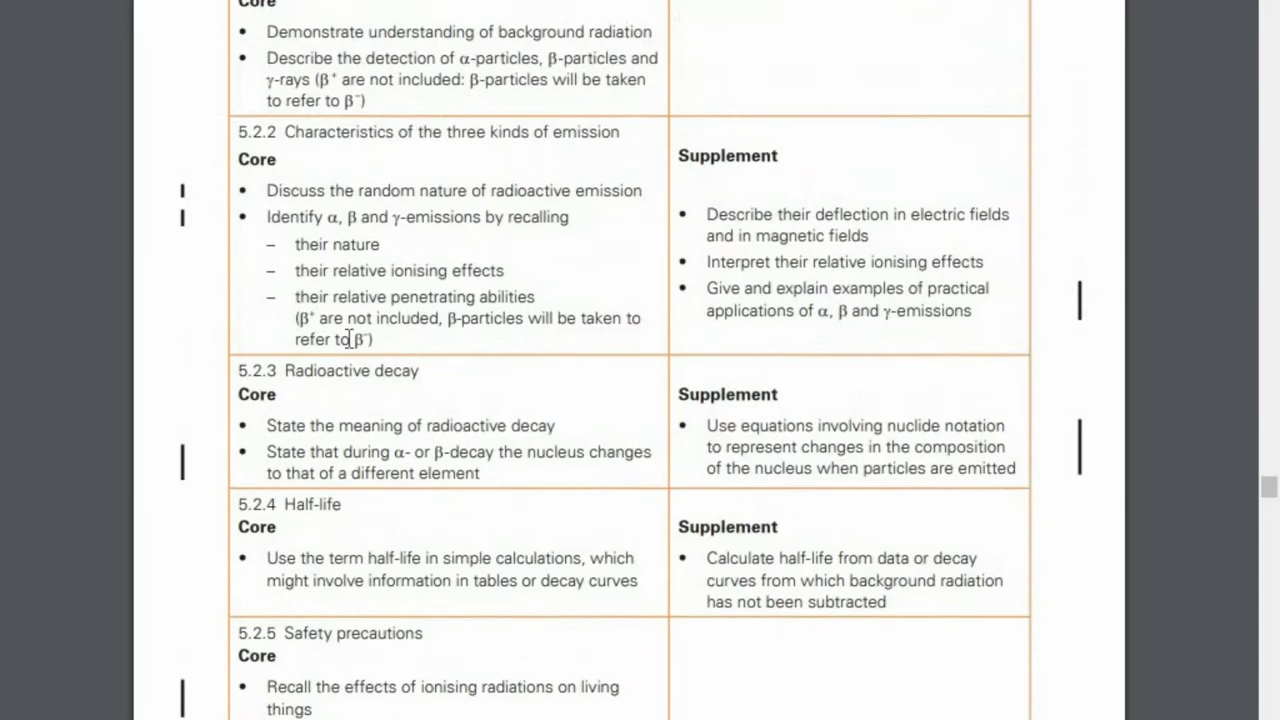 Core
• Demonstrate understanding of background radiation
• Describe the detection of α-particles, β-particles and
γ-rays (β⁺ are not included: β-particles will be taken
to refer to β⁻)
5.2.2 Characteristics of the three kinds of emission
Core
• Discuss the random nature of radioactive emission
• Identify α, β and γ-emissions by recalling
– their nature
– their relative ionising effects
– their relative penetrating abilities
(β⁺ are not included, β-particles will be taken to
refer to β⁻)
Supplement
• Describe their deflection in electric fields
and in magnetic fields
• Interpret their relative ionising effects
• Give and explain examples of practical
applications of α, β and γ-emissions
5.2.3 Radioactive decay
Core
• State the meaning of radioactive decay
• State that during α- or β-decay the nucleus changes
to that of a different element
Supplement
• Use equations involving nuclide notation
to represent changes in the composition
of the nucleus when particles are emitted
5.2.4 Half-life
Core
• Use the term half-life in simple calculations, which
might involve information in tables or decay curves
Supplement
• Calculate half-life from data or decay
curves from which background radiation
has not been subtracted
5.2.5 Safety precautions
Core
• Recall the effects of ionising radiations on living
things